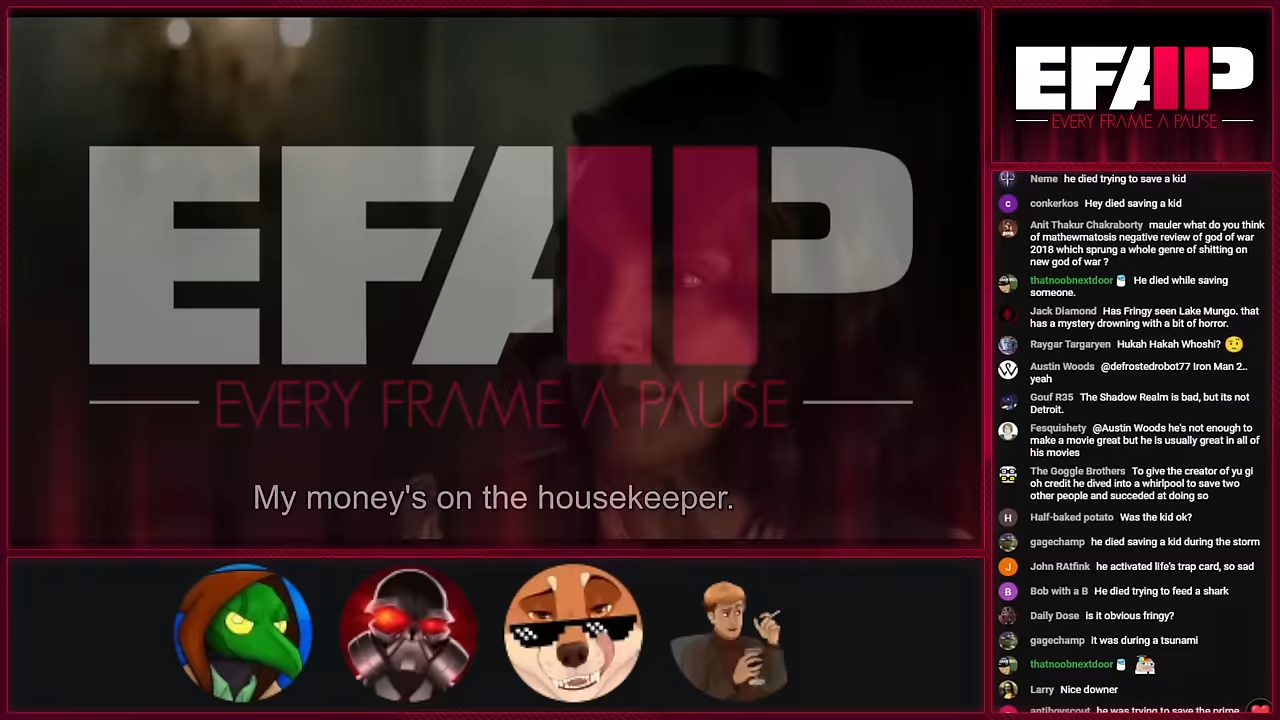 EFAP
EVERY FRAME A PAUSE
My money's on the housekeeper.
EFAP
EVERY FRAME A PAUSE
Neme he died trying to save a kid
c
conkerkos Hey died saving a kid
Anit Thakur Chakraborty mauler what do you think
of mathewmatosis negative review of god of war
2018 which sprung a whole genre of shitting on
new god of war ?
thatnoobnextdoor He died while saving
someone.
Jack Diamond Has Fringy seen Lake Mungo. that
has a mystery drowning with a bit of horror.
Raygar Targaryen Hukah Hakah Whoshi? 🤨
Austin Woods @defrostedrobot77 Iron Man 2..
yeah
Gouf R35 The Shadow Realm is bad, but its not
Detroit.
Fesquishety @Austin Woods he's not enough to
make a movie great but he is usually great in all of
his movies
The Goggle Brothers To give the creator of yu gi
oh credit he dived into a whirlpool to save two
other people and succeded at doing so
H
Half-baked potato Was the kid ok?
gagechamp he died saving a kid during the storm
J
John RAtfink he activated life's trap card, so sad
B
Bob with a B He died trying to feed a shark
Daily Dose is it obvious fringy?
gagechamp it was during a tsunami
thatnoobnextdoor
Larry Nice downer
antiboyscout he was trying to save the prime